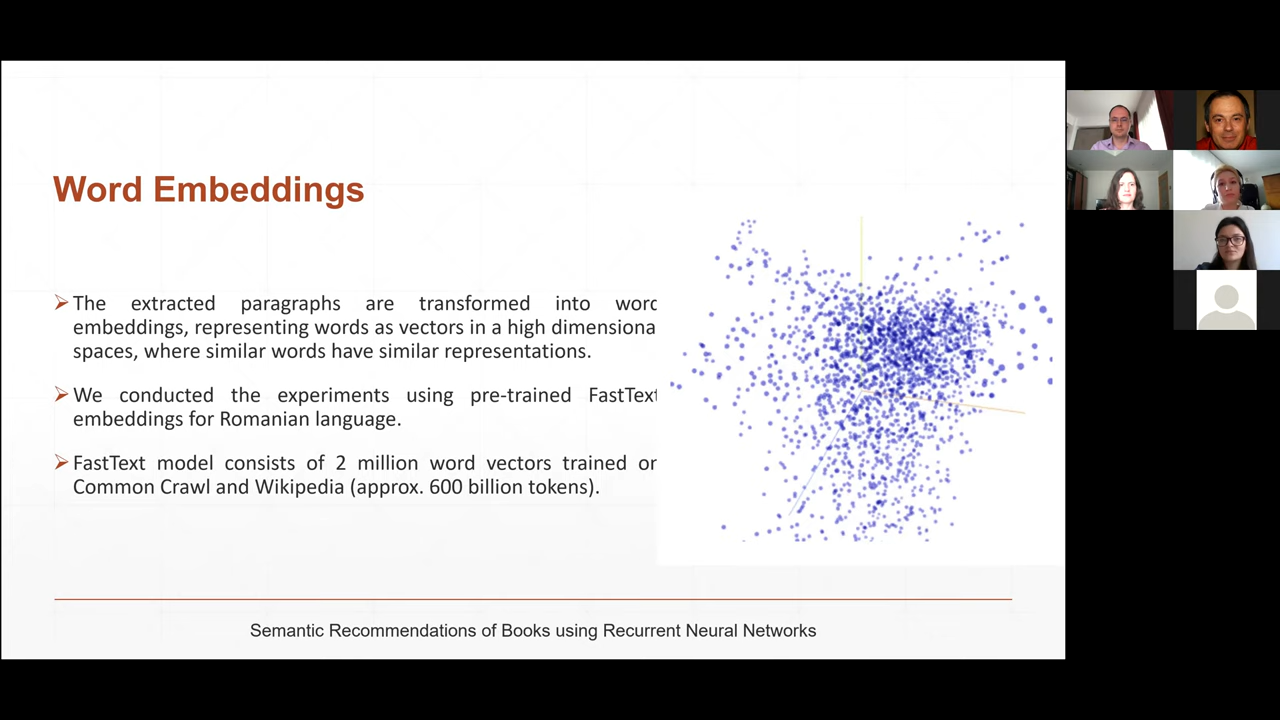 Word Embeddings
The extracted paragraphs are transformed into word
embeddings, representing words as vectors in a high dimensiona
spaces, where similar words have similar representations.
We conducted the experiments using pre-trained FastText
embeddings for Romanian language.
FastText model consists of 2 million word vectors trained on
Common Crawl and Wikipedia (approx. 600 billion tokens).
Semantic Recommendations of Books using Recurrent Neural Networks